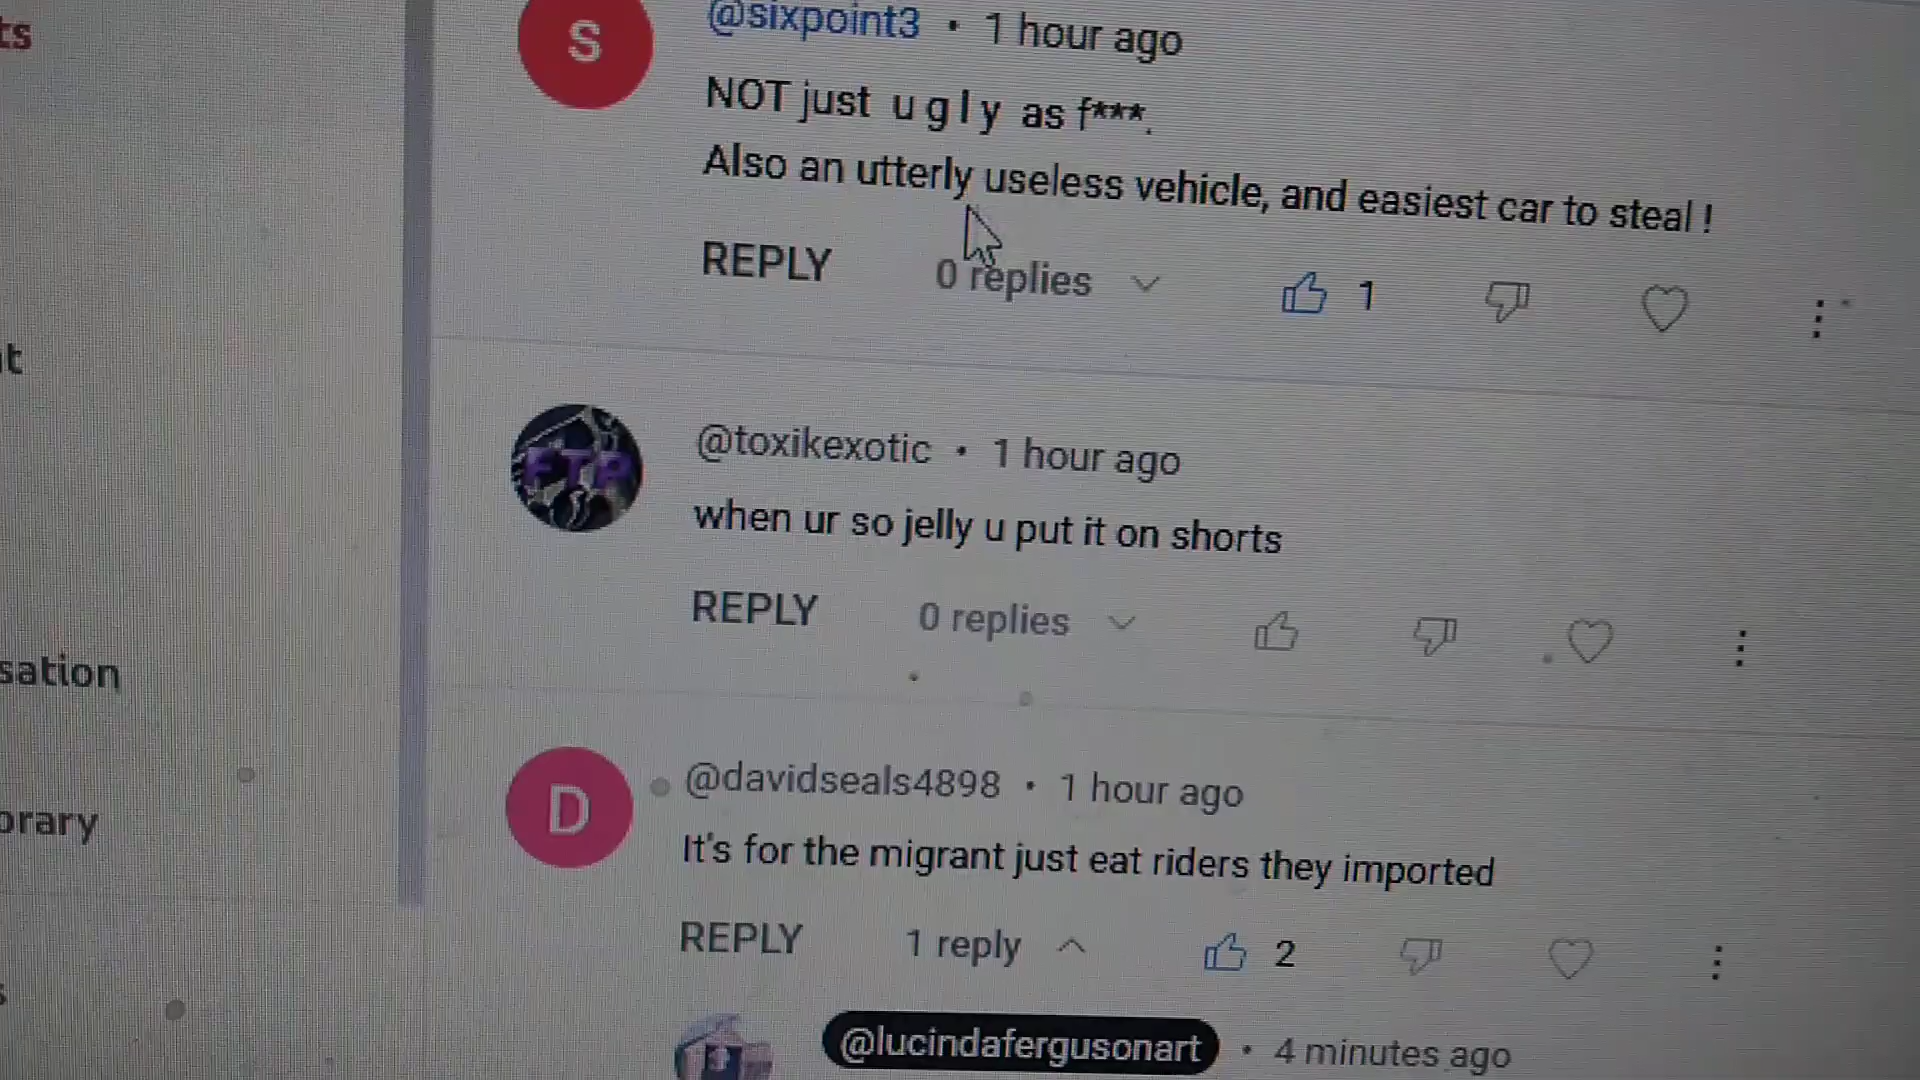 ts
@sixpoint3 • 1 hour ago
S
NOT just u g l y as f***.
Also an utterly useless vehicle, and easiest car to steal !
REPLY 0 replies 1
t
@toxikexotic • 1 hour ago
FTP
when ur so jelly u put it on shorts
REPLY 0 replies
sation
@davidseals4898 • 1 hour ago
D
It's for the migrant just eat riders they imported
orary
REPLY 1 reply 2
s
@lucindafergusonart • 4 minutes ago